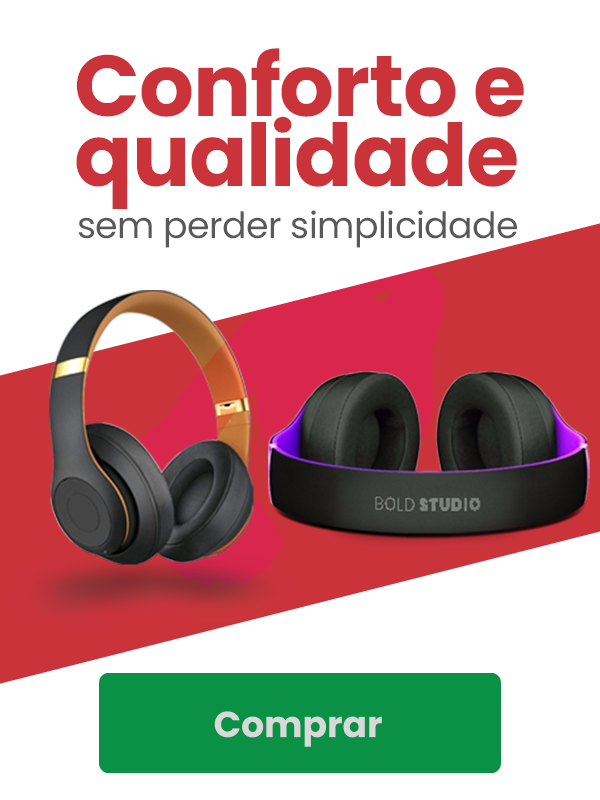 Conforto e
qualidade
sem perder simplicidade
BOLD STUDIO
Comprar